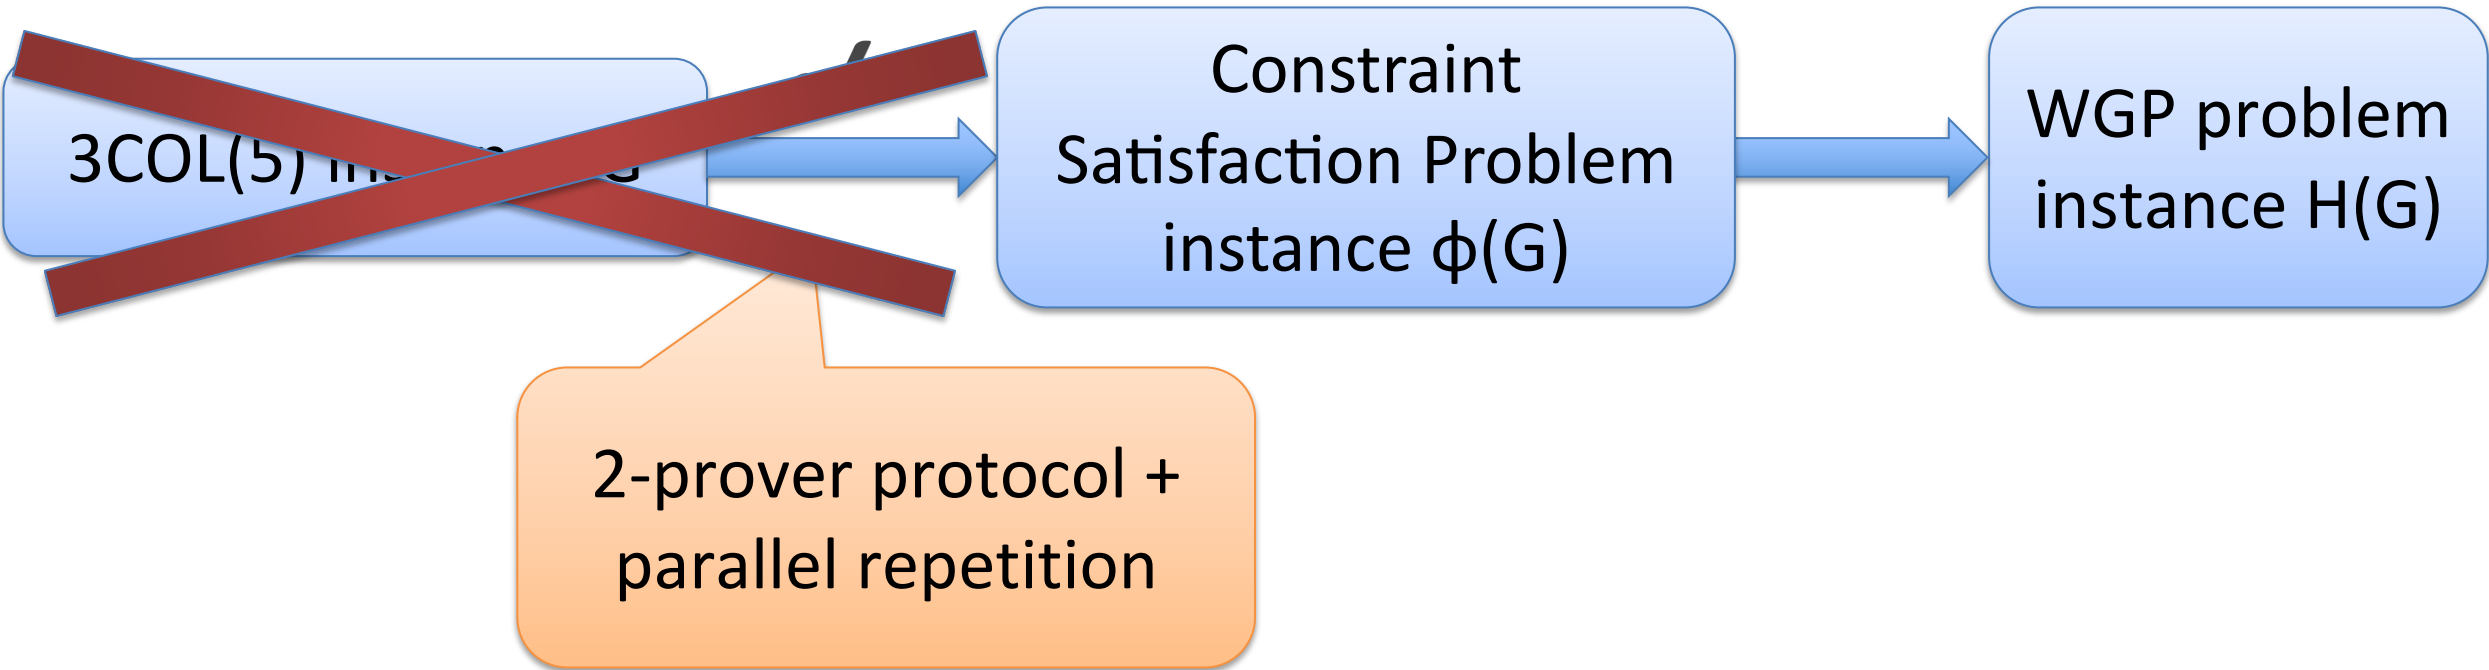 3COL(5) G
Constraint
Satisfaction Problem
instance ϕ(G)
WGP problem
instance H(G)
2-prover protocol +
parallel repetition